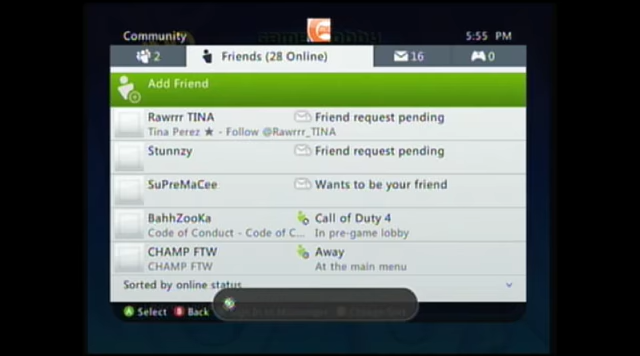 Community
5:55 PM
2
Friends (28 Online)
16
0
Add Friend
Rawrrr TINA
Friend request pending
Tina Perez ★ - Follow @Rawrrr_TINA
Stunnzy
Friend request pending
SuPreMaCee
Wants to be your friend
BahhZooKa
Call of Duty 4
Code of Conduct - Code of C...
In pre-game lobby
CHAMP FTW
Away
CHAMP FTW
At the main menu
Sorted by online status
A Select B Back